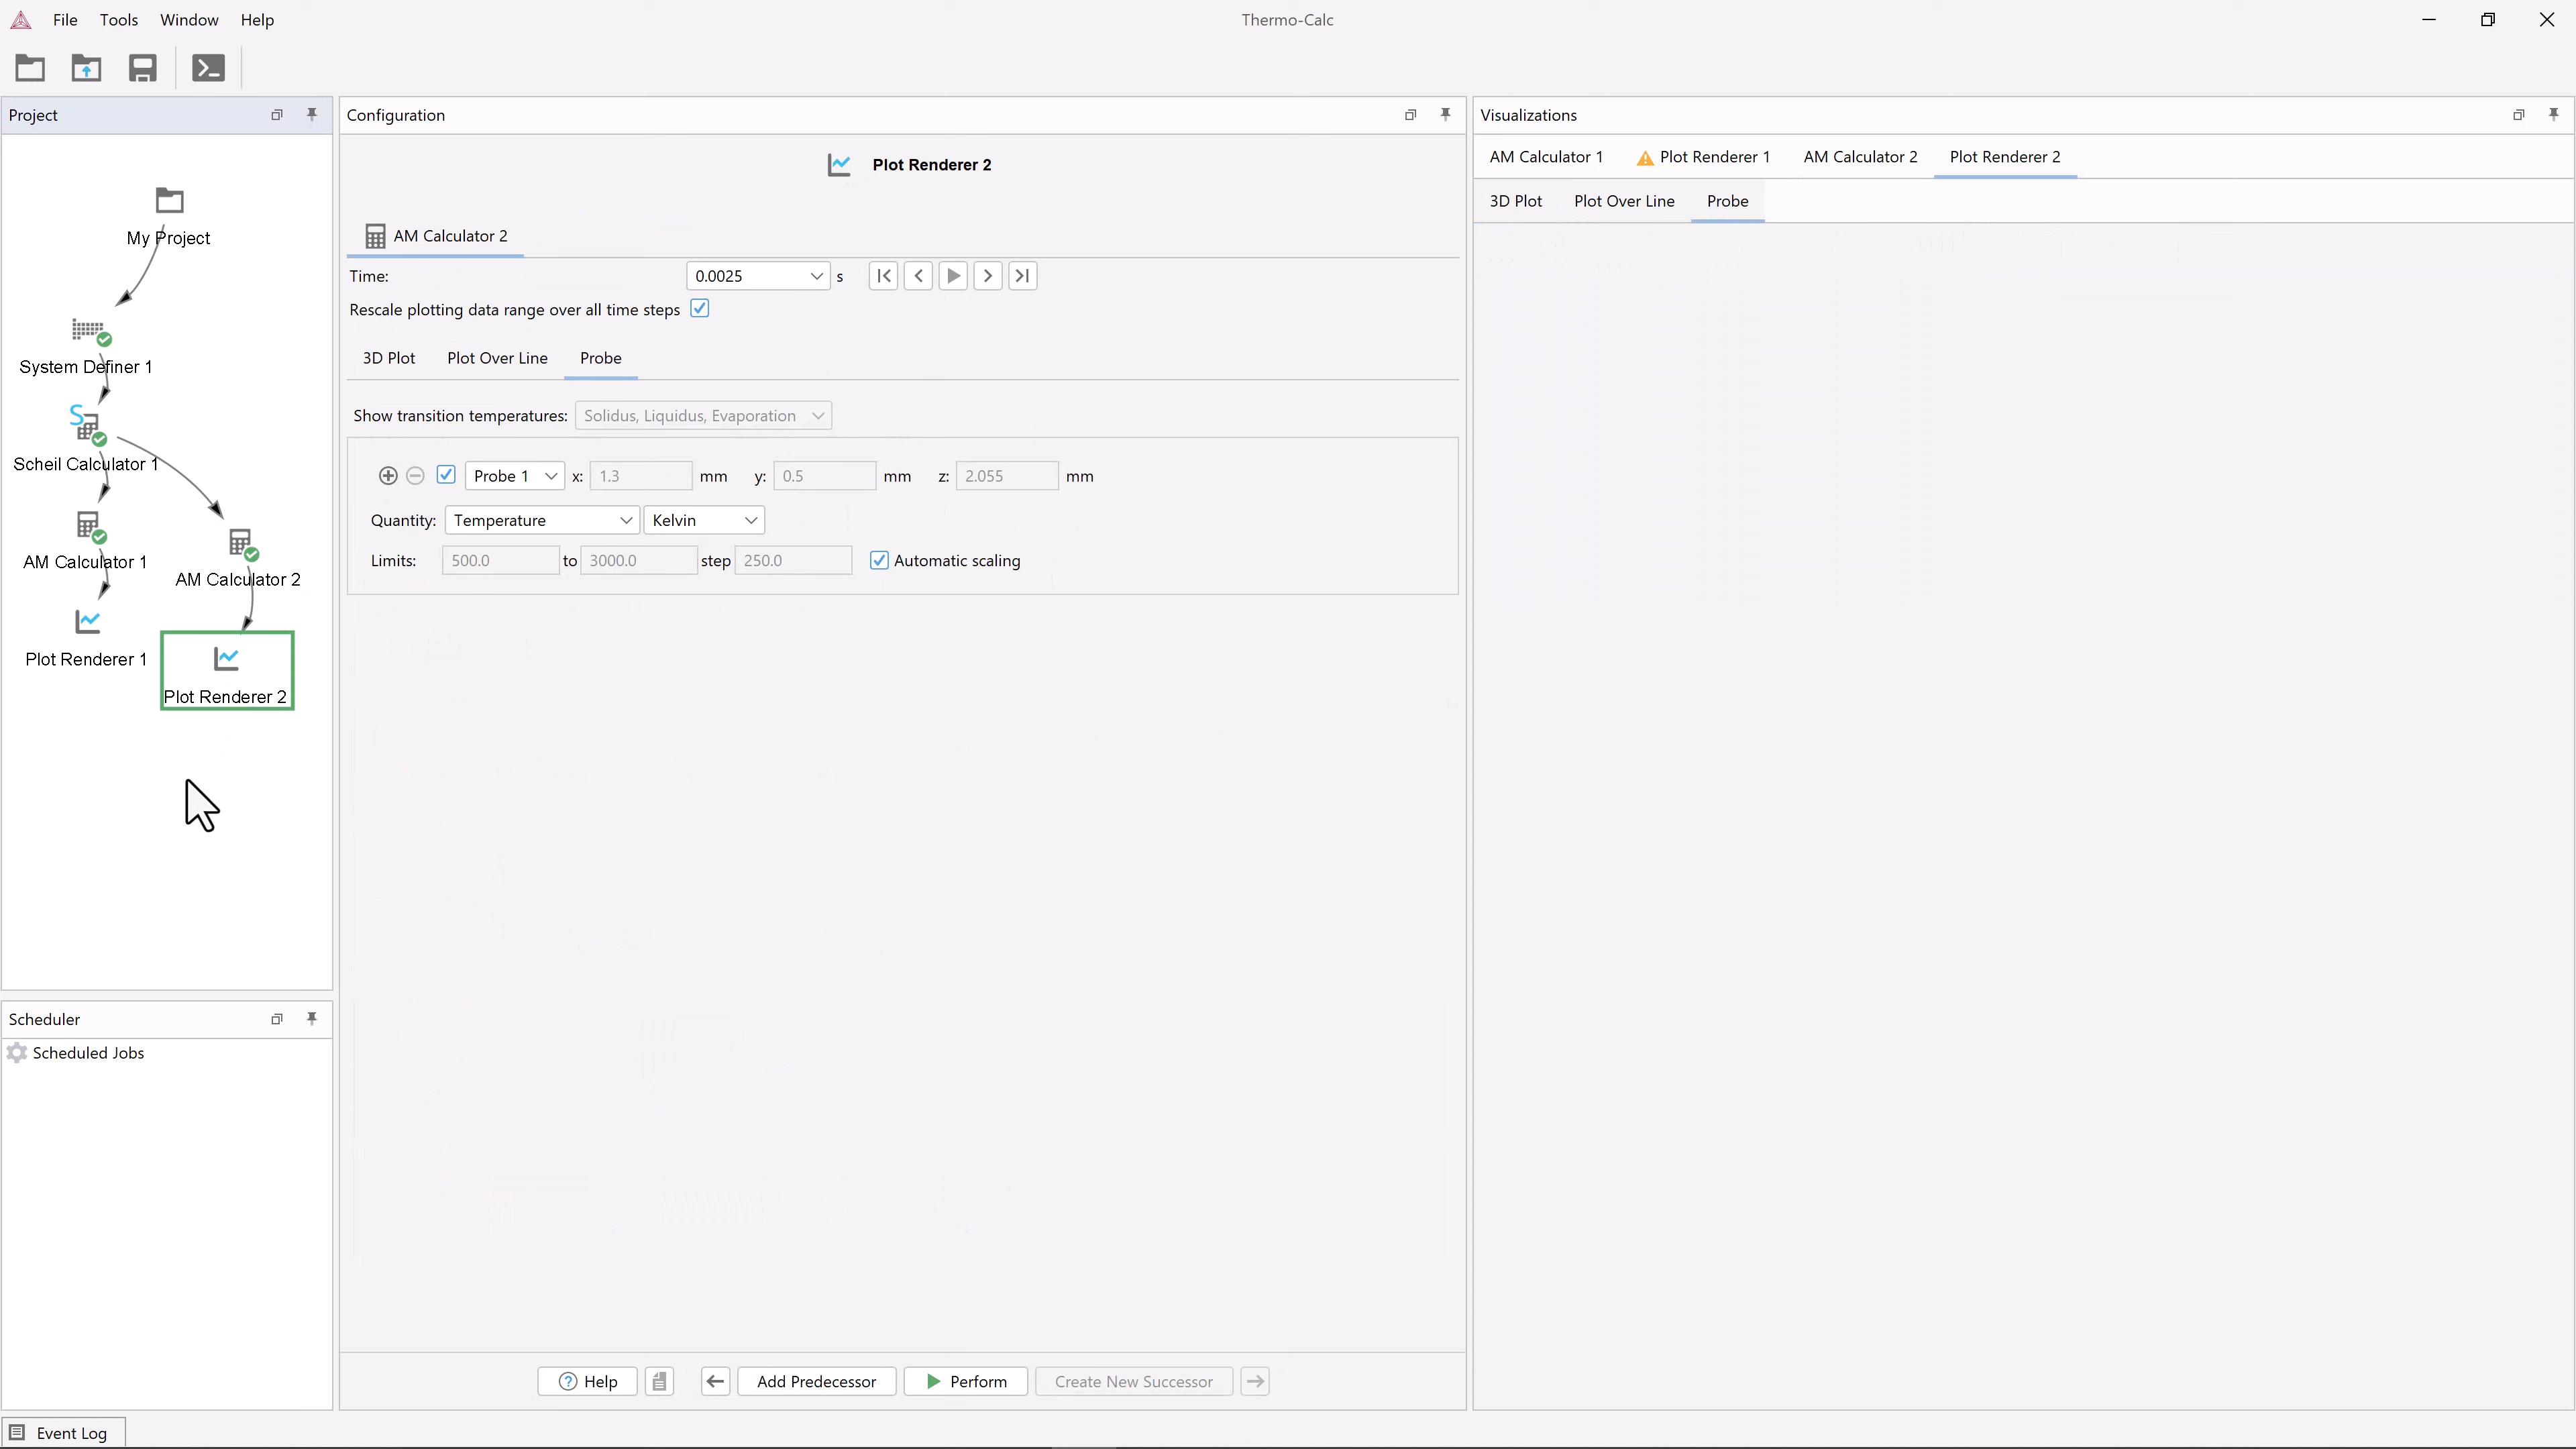 File Tools Window Help
Thermo-Calc
Project
My Project
System Definer 1
S
Scheil Calculator 1
AM Calculator 1
AM Calculator 2
Plot Renderer 1
Plot Renderer 2
Scheduler
Scheduled Jobs
Event Log
Configuration
Plot Renderer 2
AM Calculator 2
Time: 0.0025 s
Rescale plotting data range over all time steps
3D Plot Plot Over Line Probe
Show transition temperatures: Solidus, Liquidus, Evaporation
Probe 1 x: 1.3 mm y: 0.5 mm z: 2.055 mm
Quantity: Temperature Kelvin
Limits: 500.0 to 3000.0 step 250.0 Automatic scaling
Help Add Predecessor Perform Create New Successor
Visualizations
AM Calculator 1 Plot Renderer 1 AM Calculator 2 Plot Renderer 2
3D Plot Plot Over Line Probe